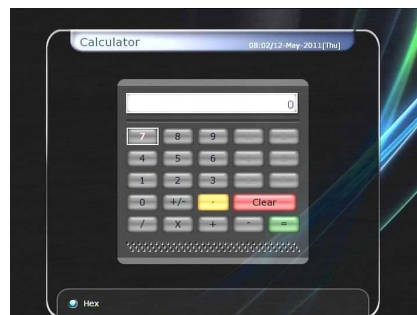 Calculator 08:02/12-May-2011[Thu]
0
7 8 9
4 5 6
1 2 3
0 +/- . Clear
/ X + - =
Hex